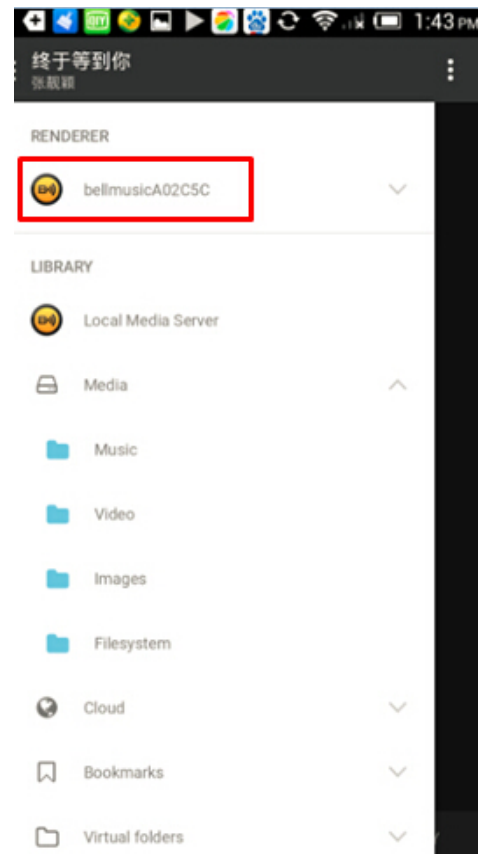 1:43 PM
终于等到你
张靓颖
RENDERER
bellmusicA02C5C
LIBRARY
Local Media Server
Media
Music
Video
Images
Filesystem
Cloud
Bookmarks
Virtual folders